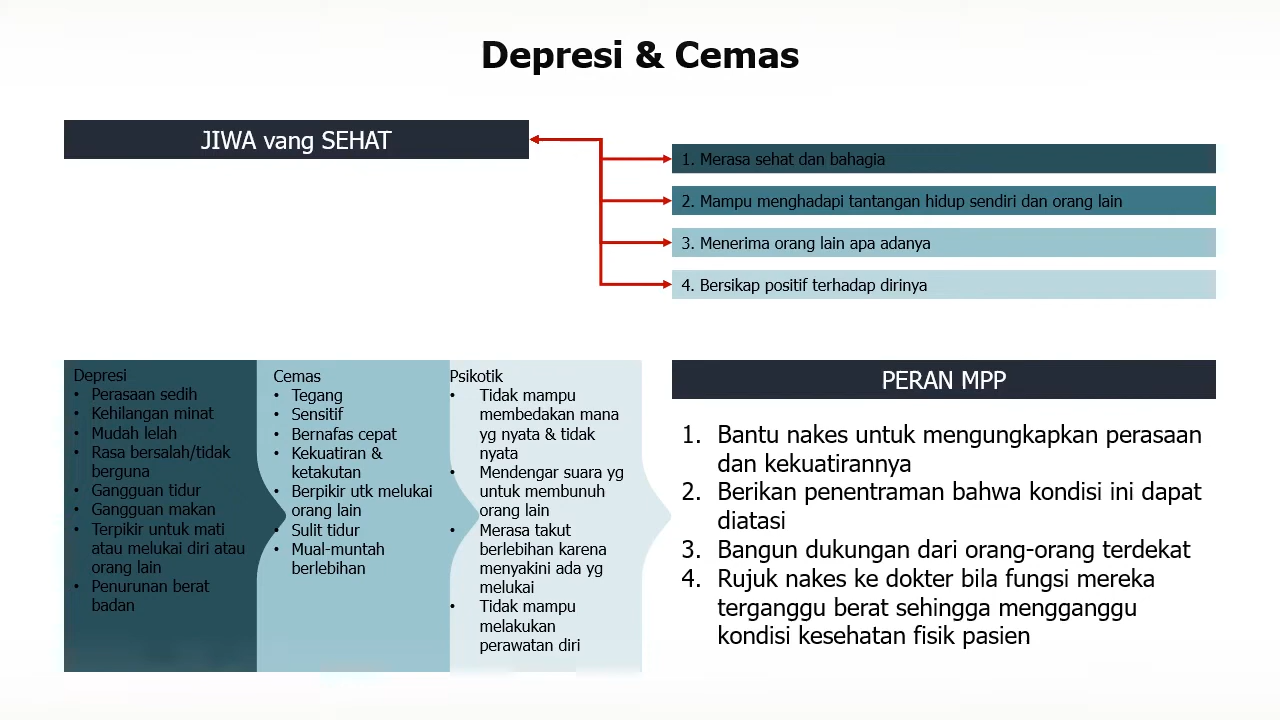 Depresi & Cemas
JIWA vang SEHAT
1. Merasa sehat dan bahagia
2. Mampu menghadapi tantangan hidup sendiri dan orang lain
3. Menerima orang lain apa adanya
4. Bersikap positif terhadap dirinya
Depresi
• Perasaan sedih
• Kehilangan minat
• Mudah lelah
• Rasa bersalah/tidak
berguna
• Gangguan tidur
• Gangguan makan
• Terpikir untuk mati
atau melukai diri atau
orang lain
• Penurunan berat
badan
Cemas
• Tegang
• Sensitif
• Bernafas cepat
• Kekuatiran &
ketakutan
• Berpikir utk melukai
orang lain
• Sulit tidur
• Mual-muntah
berlebihan
Psikotik
• Tidak mampu
membedakan mana
yg nyata & tidak
nyata
• Mendengar suara yg
untuk membunuh
orang lain
• Merasa takut
berlebihan karena
menyakini ada yg
melukai
• Tidak mampu
melakukan
perawatan diri
PERAN MPP
1. Bantu nakes untuk mengungkapkan perasaan
dan kekuatirannya
2. Berikan penentraman bahwa kondisi ini dapat
diatasi
3. Bangun dukungan dari orang-orang terdekat
4. Rujuk nakes ke dokter bila fungsi mereka
terganggu berat sehingga mengganggu
kondisi kesehatan fisik pasien